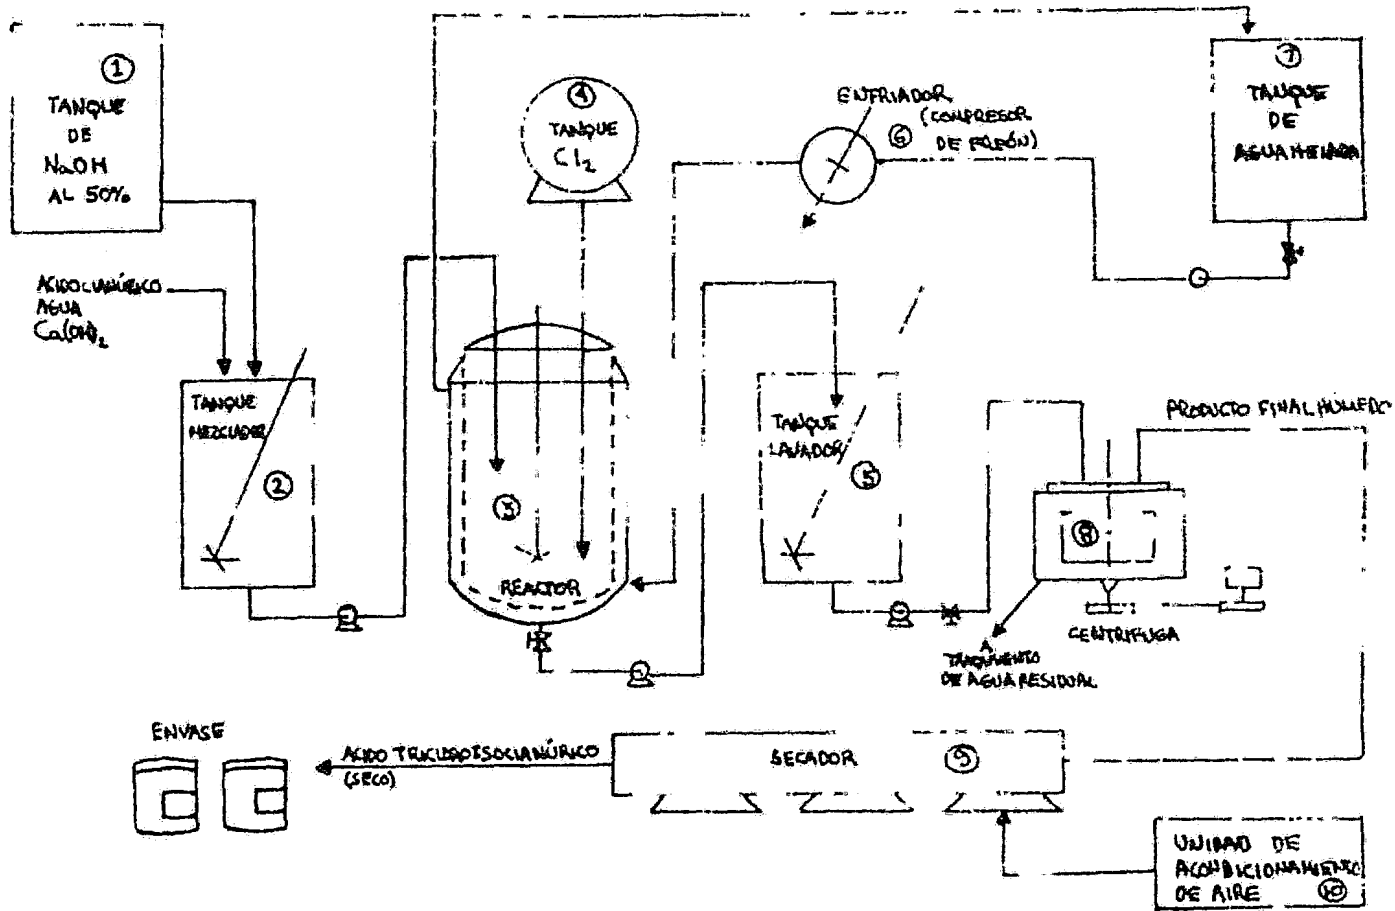 1
TANQUE
DE
NaOH
AL 50%
ACIDO CIANÚRICO
AGUA
Ca(OH)2
TANQUE
MEZCLADOR
2
4
TANQUE
Cl2
3
REACTOR
ENFRIADOR
(COMPRESOR
DE FREÓN)
6
7
TANQUE
DE
AGUA HELADA
TANQUE
LAVADOR
5
PRODUCTO FINAL HÚMEDO
8
CENTRIFUGA
A
DE AGUA RESIDUAL
ENVASE
ACIDO TRICLOROISOCIANÚRICO
(SECO)
SECADOR
9
UNIDAD DE
ACONDICIONAMIENTO
DE AIRE
10